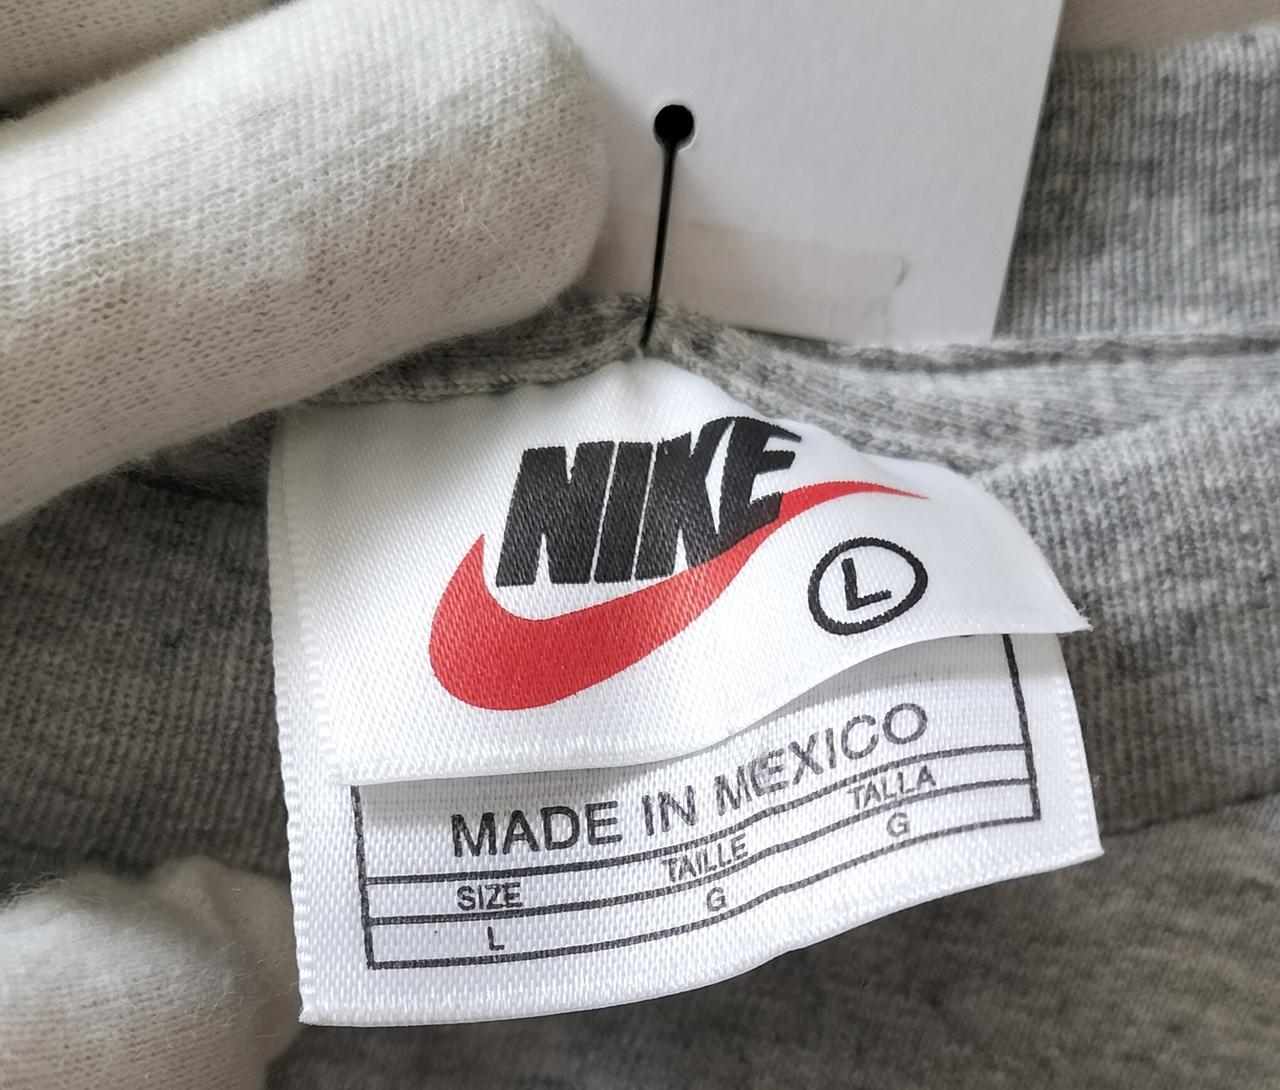 NIKE
L
MADE IN MEXICO
SIZE TAILLE TALLA
L G G